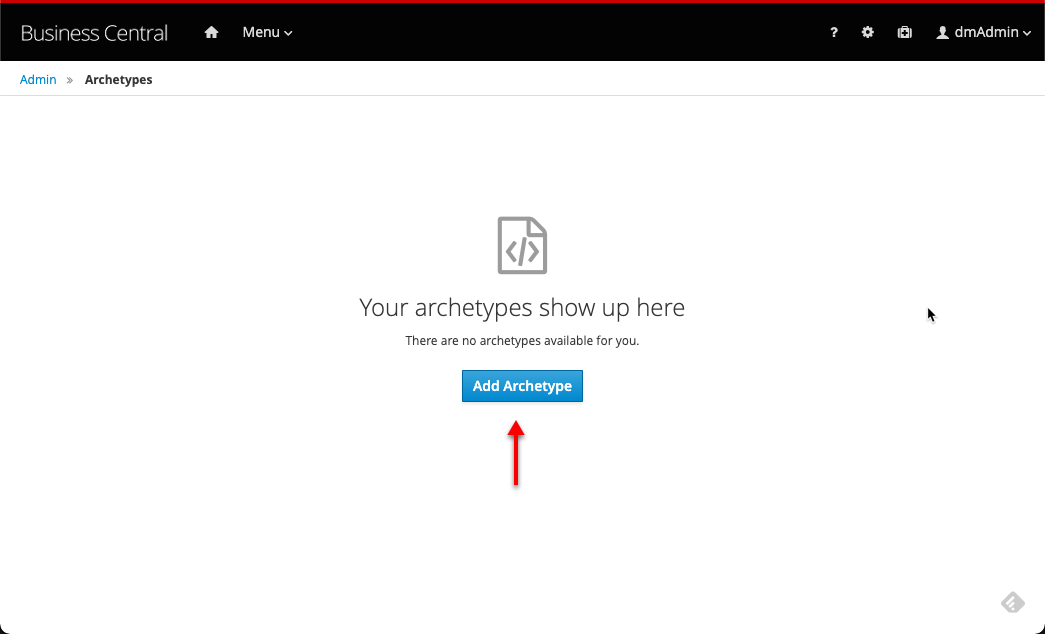 Business Central Menu ? dmAdmin
Admin » Archetypes
</>
Your archetypes show up here
There are no archetypes available for you.
Add Archetype